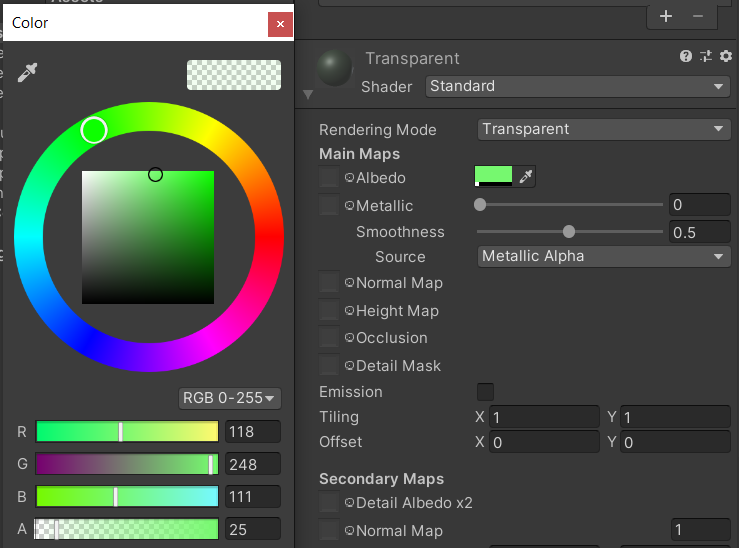 Color
×
RGB 0-255
R 118
G 248
B 111
A 25
Transparent
Shader Standard
Rendering Mode Transparent
Main Maps
Albedo
Metallic 0
Smoothness 0.5
Source Metallic Alpha
Normal Map
Height Map
Occlusion
Detail Mask
Emission
Tiling X 1 Y 1
Offset X 0 Y 0
Secondary Maps
Detail Albedo x2
Normal Map 1